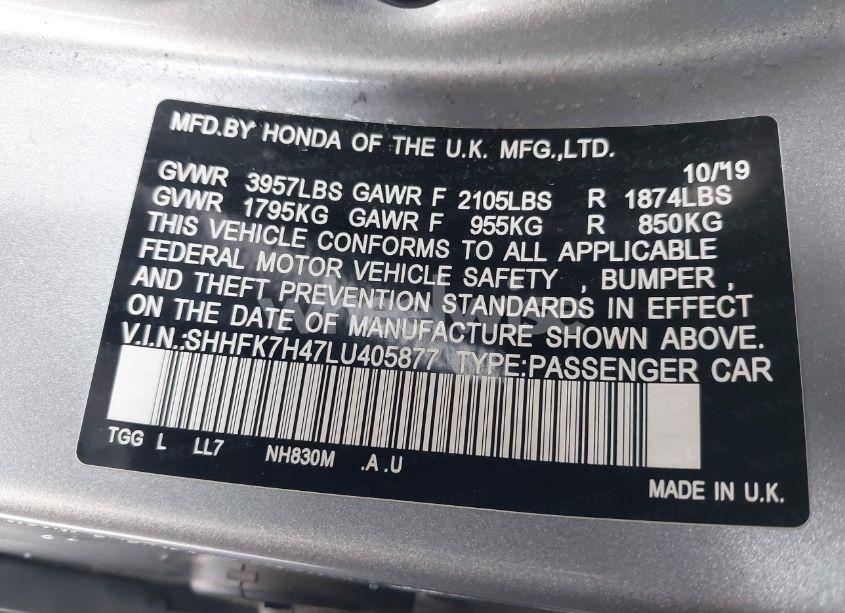 MFD.BY HONDA OF THE U.K. MFG.,LTD.
10/'19
GVWR 3957LBS GAWR F 2105LBS R 1874LBS
GVWR 1795KG GAWR F 955KG R 850KG
THIS VEHICLE CONFORMS TO ALL APPLICABLE
FEDERAL MOTOR VEHICLE SAFETY , BUMPER ,
AND THEFT PREVENTION STANDARDS IN EFFECT
ON THE DATE OF MANUFACTURE SHOWN ABOVE.
V.I.N.:SHHFK7H47LU405877 TYPE:PASSENGER CAR
TGG L LL7 NH830M .A .U
MADE IN U.K.